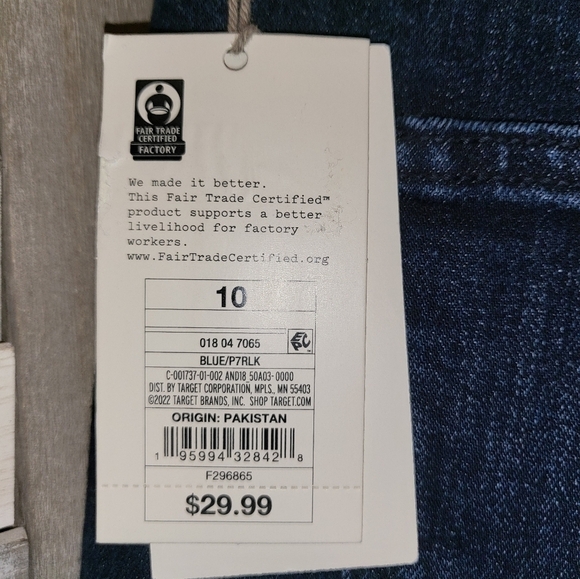 FAIR TRADE
CERTIFIED
FACTORY
We made it better.
This Fair Trade Certified™
product supports a better
livelihood for factory
workers.
www.FairTradeCertified.org
10
018 04 7065
BLUE/P7RLK
C-001737-01-002 AND18_50A03-0000
DIST. BY TARGET CORPORATION, MPLS., MN 55403
©2022 TARGET BRANDS, INC. SHOP TARGET.COM
ORIGIN: PAKISTAN
1 95994 32842 8
F296865
$29.99